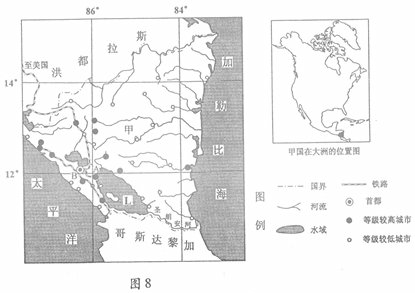 86° 84°
至美国
洪都拉斯
14° 14°
加勒比海
甲
12° 12°
A
B
L
太平洋
圣胡安河
哥斯达黎加
甲国在大洲的位置图
图例
国界
铁路
河流
首都
水域
等级较高城市
等级较低城市
图8